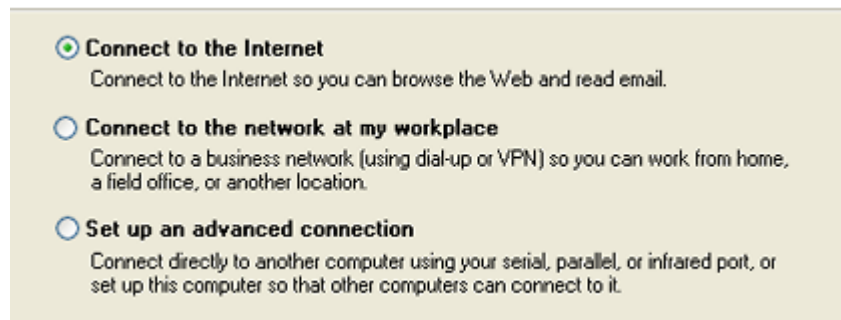 Connect to the Internet
Connect to the Internet so you can browse the Web and read email.
Connect to the network at my workplace
Connect to a business network (using dial-up or VPN) so you can work from home,
a field office, or another location.
Set up an advanced connection
Connect directly to another computer using your serial, parallel, or infrared port, or
set up this computer so that other computers can connect to it.